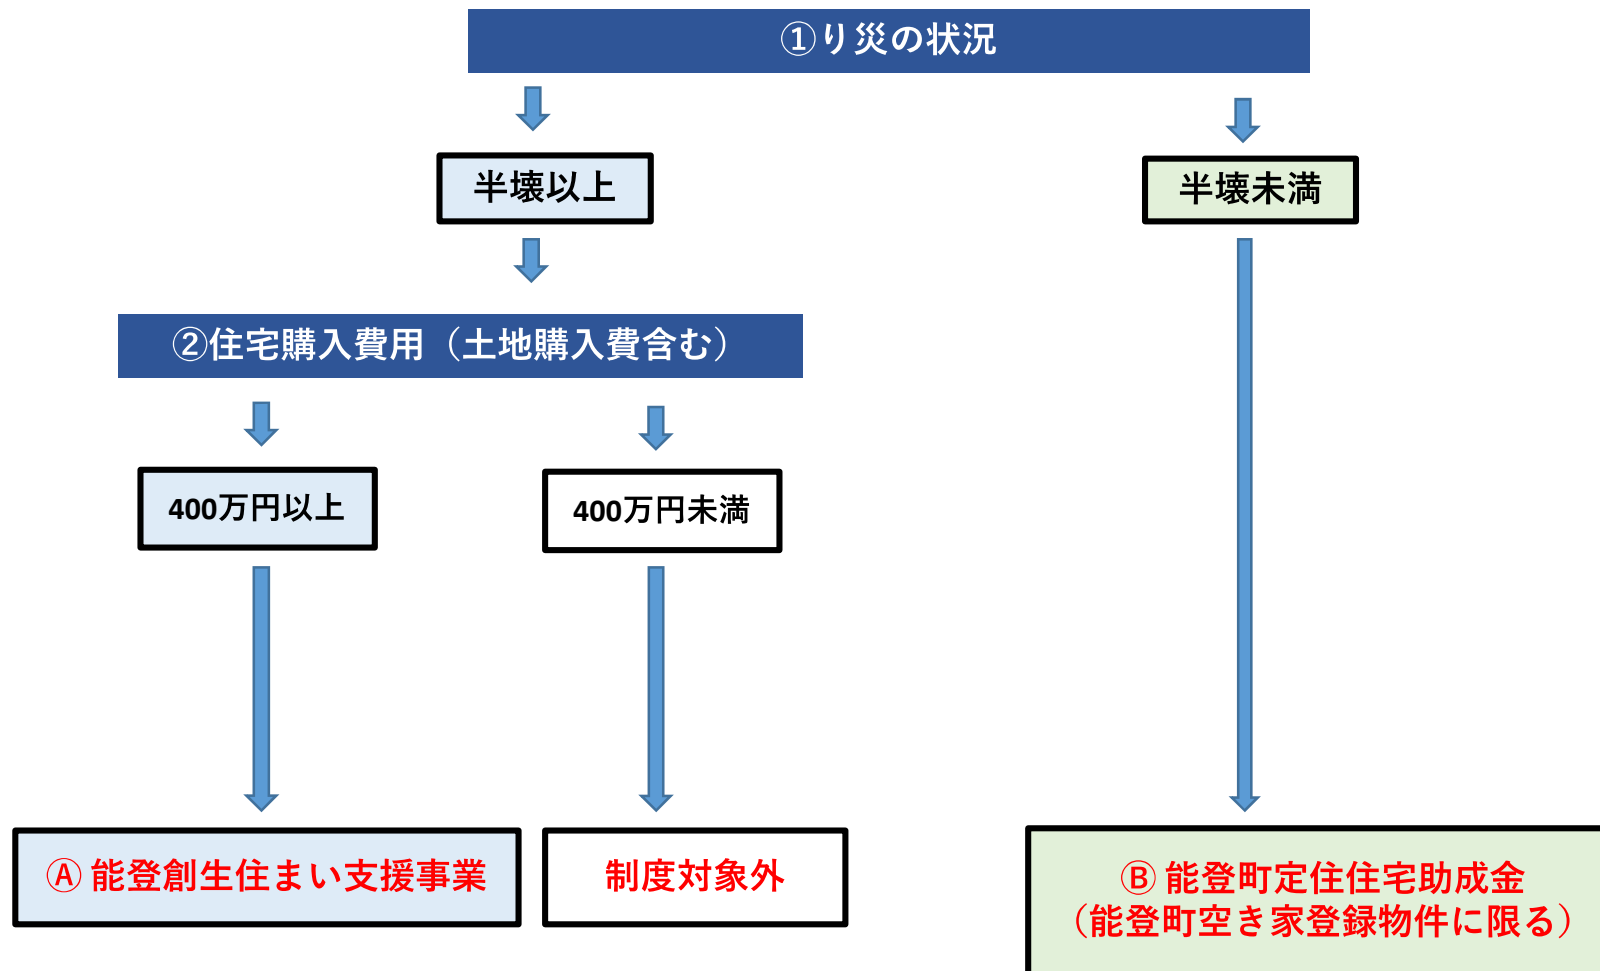 ①り災の状況
半壊以上
半壊未満
②住宅購入費用（土地購入費含む）
400万円以上
400万円未満
Ⓐ 能登創生住まい支援事業
制度対象外
Ⓑ 能登町定住住宅助成金
（能登町空き家登録物件に限る）